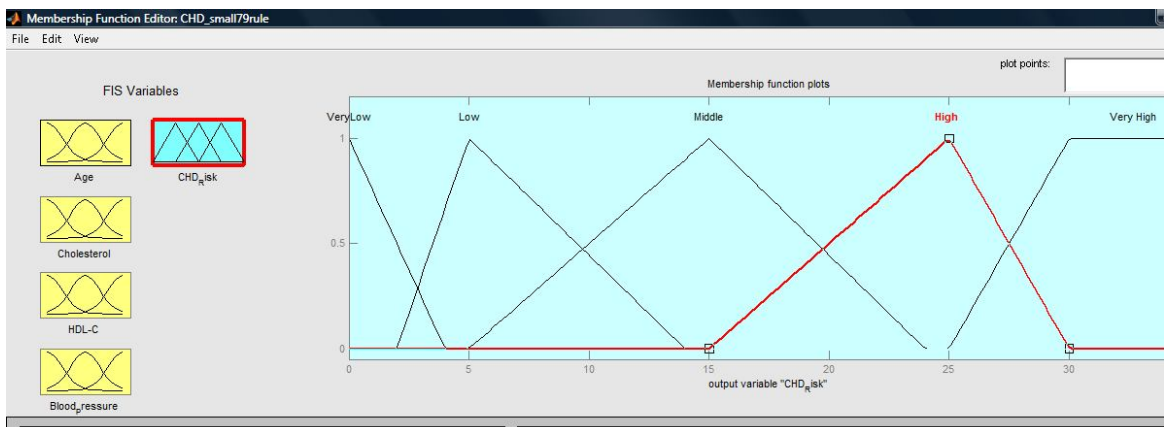 Membership Function Editor: CHD_small79rule
File Edit View
plot points:
FIS Variables
Membership function plots
VeryLow Low Middle High Very High
1
0.5
0
0 5 10 15 20 25 30
output variable "CHD_Risk"
Age
CHD_Risk
Cholesterol
HDL-C
Blood_pressure